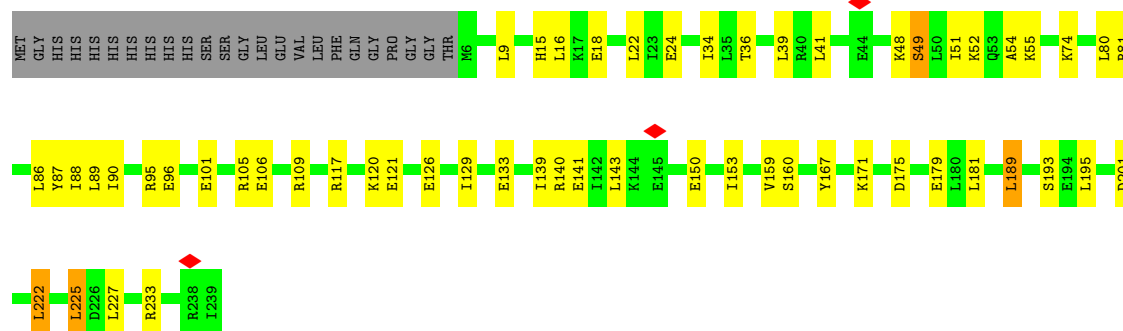 MET GLY HIS HIS HIS HIS HIS HIS HIS HIS HIS HIS SER SER GLY LEU GLU VAL LEU PHE GLN GLY PRO GLY GLY THR M6 L9 H15 L16 K17 E18 L22 I23 E24 I34 L35 T36 L39 R40 L41 E44 K48 S49 L50 I51 K52 Q53 A54 K55 K74 L80
L86 Y87 I88 L89 I90 R95 E96 E101 R105 E106 R109 R117 K120 E121 E126 I129 E133 I139 R140 E141 I142 L143 K144 E145 E150 I153 V159 S160 Y167 K171 D175 E179 L180 L181 L189 S193 E194 L195 D201
L222 L225 D226 L227 R233 R238 I239